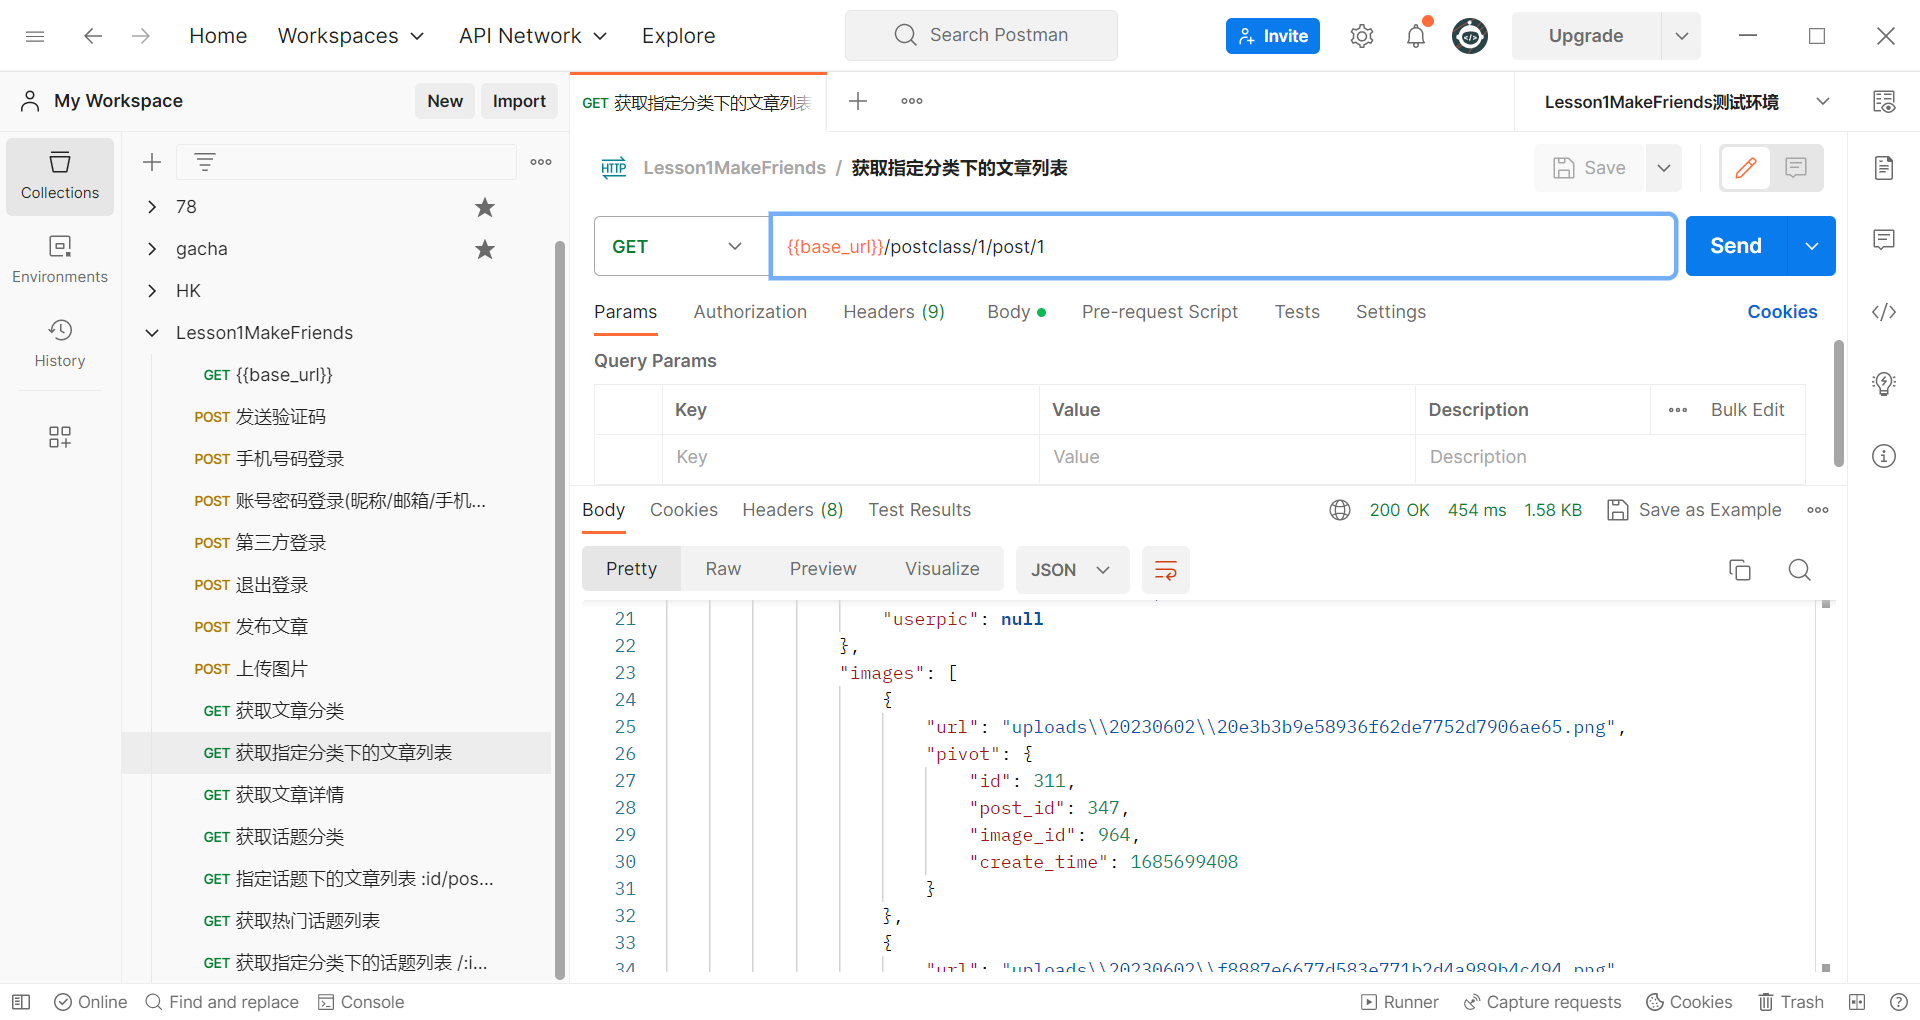 Home Workspaces API Network Explore Search Postman Invite Upgrade
My Workspace New Import
GET 获取指定分类下的文章列表 Lesson1MakeFriends测试环境
Collections
Environments
History
78
gacha
HK
Lesson1MakeFriends
GET {{base_url}}
POST 发送验证码
POST 手机号码登录
POST 账号密码登录(昵称/邮箱/手机...
POST 第三方登录
POST 退出登录
POST 发布文章
POST 上传图片
GET 获取文章分类
GET 获取指定分类下的文章列表
GET 获取文章详情
GET 获取话题分类
GET 指定话题下的文章列表 :id/pos...
GET 获取热门话题列表
GET 获取指定分类下的话题列表 /:i...
HTTP Lesson1MakeFriends / 获取指定分类下的文章列表 Save
GET {{base_url}}/postclass/1/post/1 Send
Params Authorization Headers (9) Body Pre-request Script Tests Settings Cookies
Query Params
Key Value Description Bulk Edit
Key Value Description
Body Cookies Headers (8) Test Results 200 OK 454 ms 1.58 KB Save as Example
Pretty Raw Preview Visualize JSON
21 "userpic": null
22 },
23 "images": [
24 {
25 "url": "uploads\\20230602\\20e3b3b9e58936f62de7752d7906ae65.png",
26 "pivot": {
27 "id": 311,
28 "post_id": 347,
29 "image_id": 964,
30 "create_time": 1685699408
31 }
32 },
33 {
34 "url": "uploads\\20230602\\f8887e6677d583e771b2d4a989b4c494.png"
Online Find and replace Console Runner Capture requests Cookies Trash